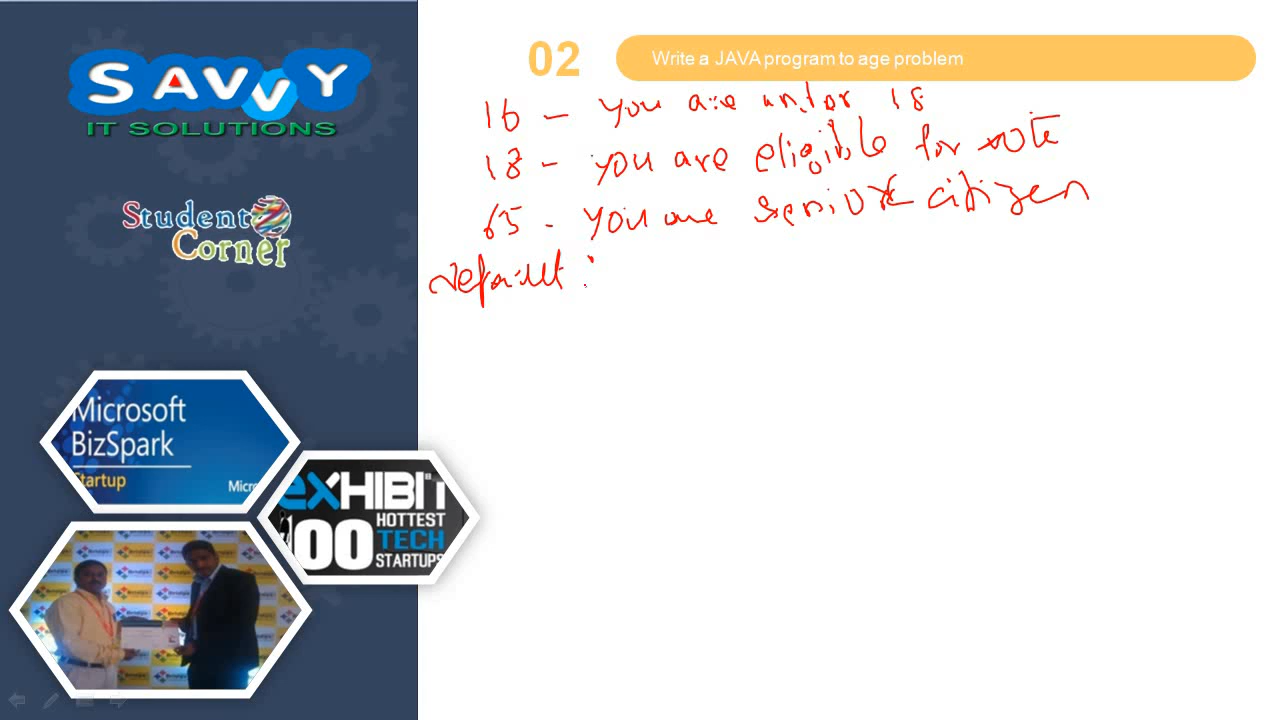 SAVVY
IT SOLUTIONS
Student
Corner
Microsoft
BizSpark
Startup
Micros
EXHIBIT
100
HOTTEST
TECH
STARTUPS
02
Write a JAVA program to age problem
16 - you are under 18
18 - you are eligible for vote
65 - you are senior citizen
default :